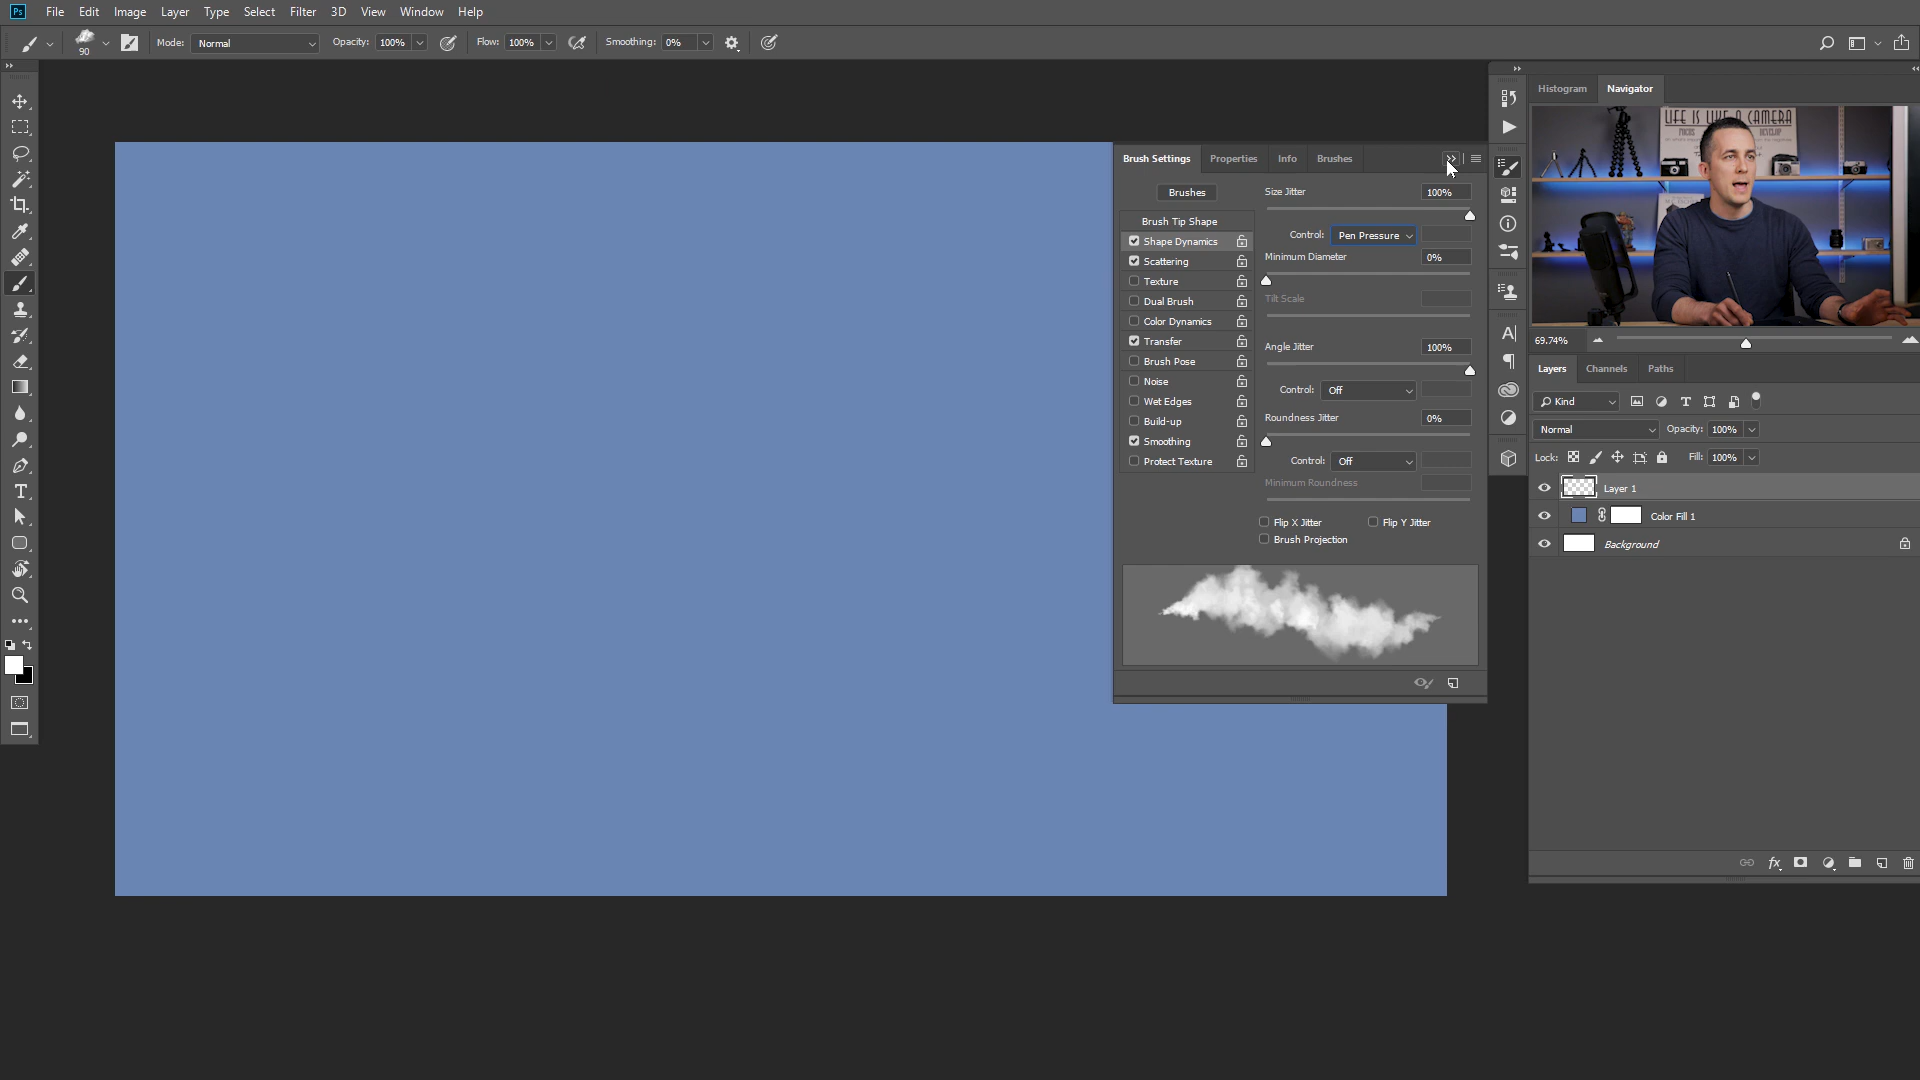 Ps File Edit Image Layer Type Select Filter 3D View Window Help
90 Mode: Normal Opacity: 100% Flow: 100% Smoothing: 0%
Histogram Navigator
LIFE IS LIKE A CAMERA
FOCUS DEVELOP
69.74%
Brush Settings Properties Info Brushes
Brushes
Brush Tip Shape
Shape Dynamics
Scattering
Texture
Dual Brush
Color Dynamics
Transfer
Brush Pose
Noise
Wet Edges
Build-up
Smoothing
Protect Texture
Size Jitter 100%
Control: Pen Pressure
Minimum Diameter 0%
Tilt Scale
Angle Jitter 100%
Control: Off
Roundness Jitter 0%
Control: Off
Minimum Roundness
Flip X Jitter Flip Y Jitter
Brush Projection
Layers Channels Paths
Kind
Normal Opacity: 100%
Lock: Fill: 100%
Layer 1
Color Fill 1
Background